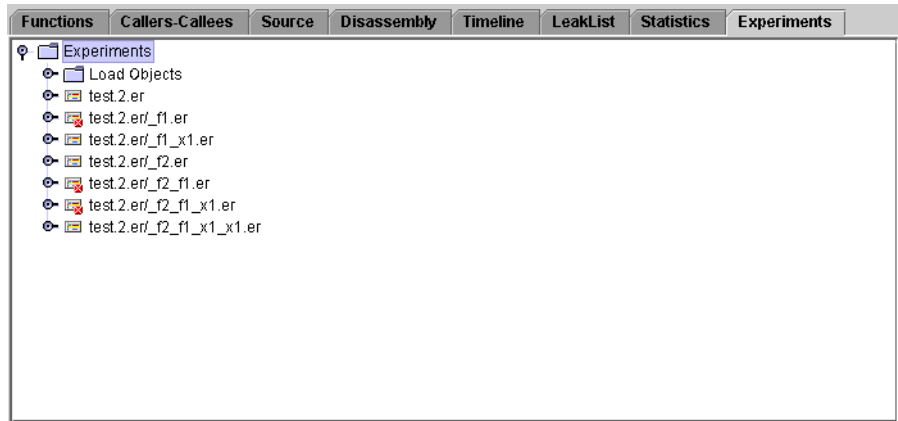 Functions Callers-Callees Source Disassembly Timeline LeakList Statistics Experiments
Experiments
Load Objects
test.2.er
test.2.er/_f1.er
test.2.er/_f1_x1.er
test.2.er/_f2.er
test.2.er/_f2_f1.er
test.2.er/_f2_f1_x1.er
test.2.er/_f2_f1_x1_x1.er